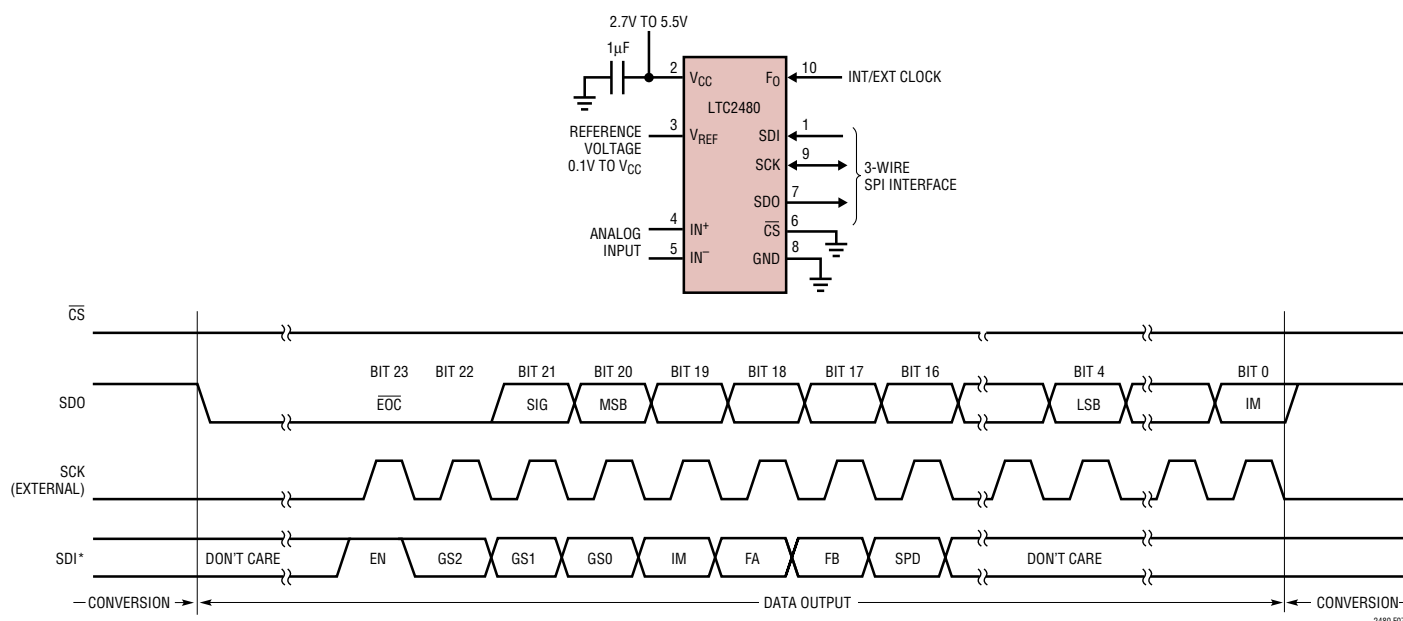 2.7V TO 5.5V
1µF
2 VCC
FO 10 INT/EXT CLOCK
LTC2480
REFERENCE
VOLTAGE
0.1V TO VCC
3 VREF
SDI 1
SCK 9
SDO 7
3-WIRE
SPI INTERFACE
ANALOG
INPUT
4 IN+
5 IN−
CS 6
GND 8
CS
BIT 23 BIT 22 BIT 21 BIT 20 BIT 19 BIT 18 BIT 17 BIT 16 BIT 4 BIT 0
SDO EOC SIG MSB LSB IM
SCK
(EXTERNAL)
SDI* DON'T CARE EN GS2 GS1 GS0 IM FA FB SPD DON'T CARE
CONVERSION DATA OUTPUT CONVERSION